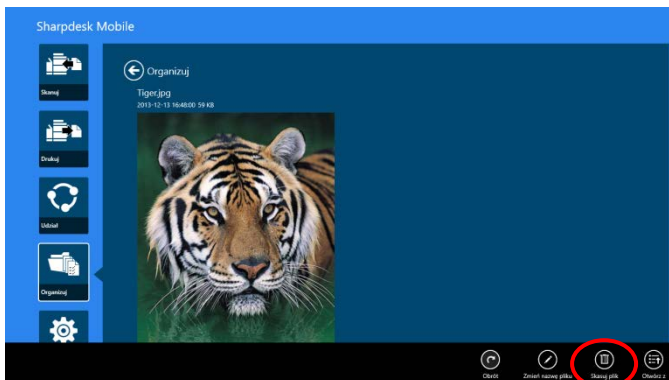 Sharpdesk Mobile
Skanuj
Drukuj
Udział
Organizuj
Organizuj
Tiger.jpg
2013-12-13 16:48:00 59 KB
Obrót
Zmień nazwę pliku
Skasuj plik
Otwórz z